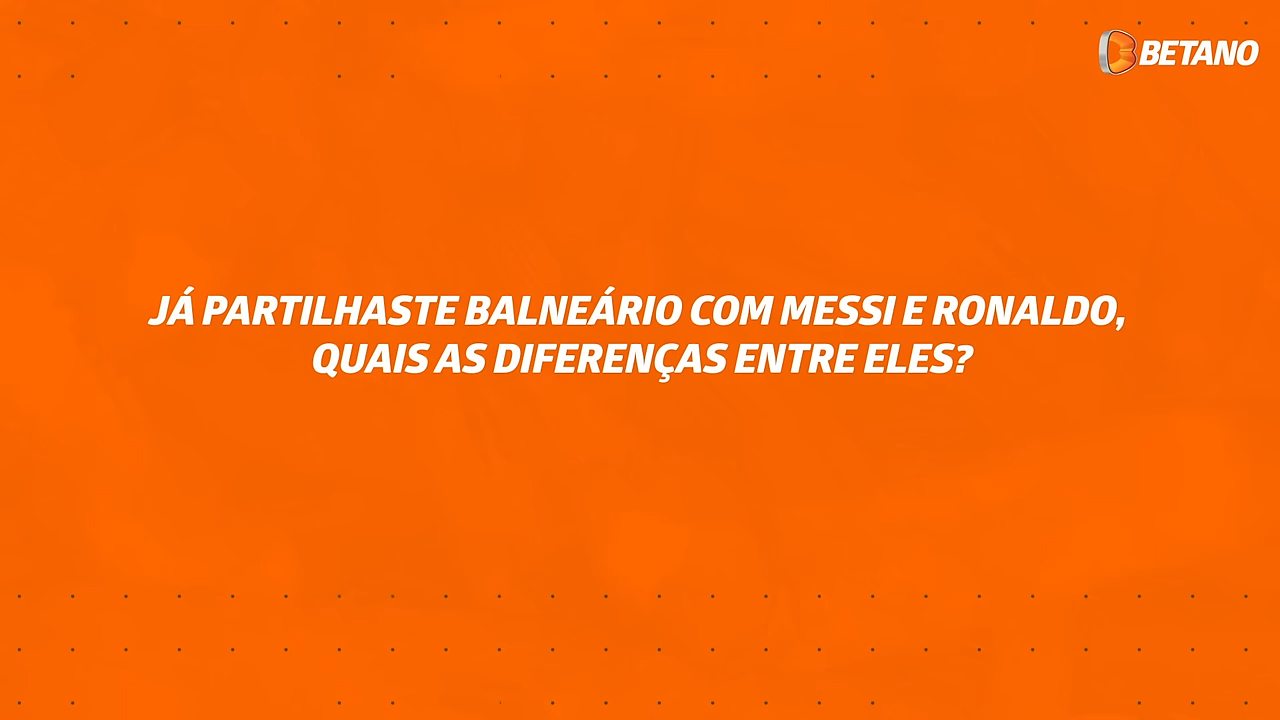 BETANO
JÁ PARTILHASTE BALNEÁRIO COM MESSI E RONALDO,
QUAIS AS DIFERENÇAS ENTRE ELES?